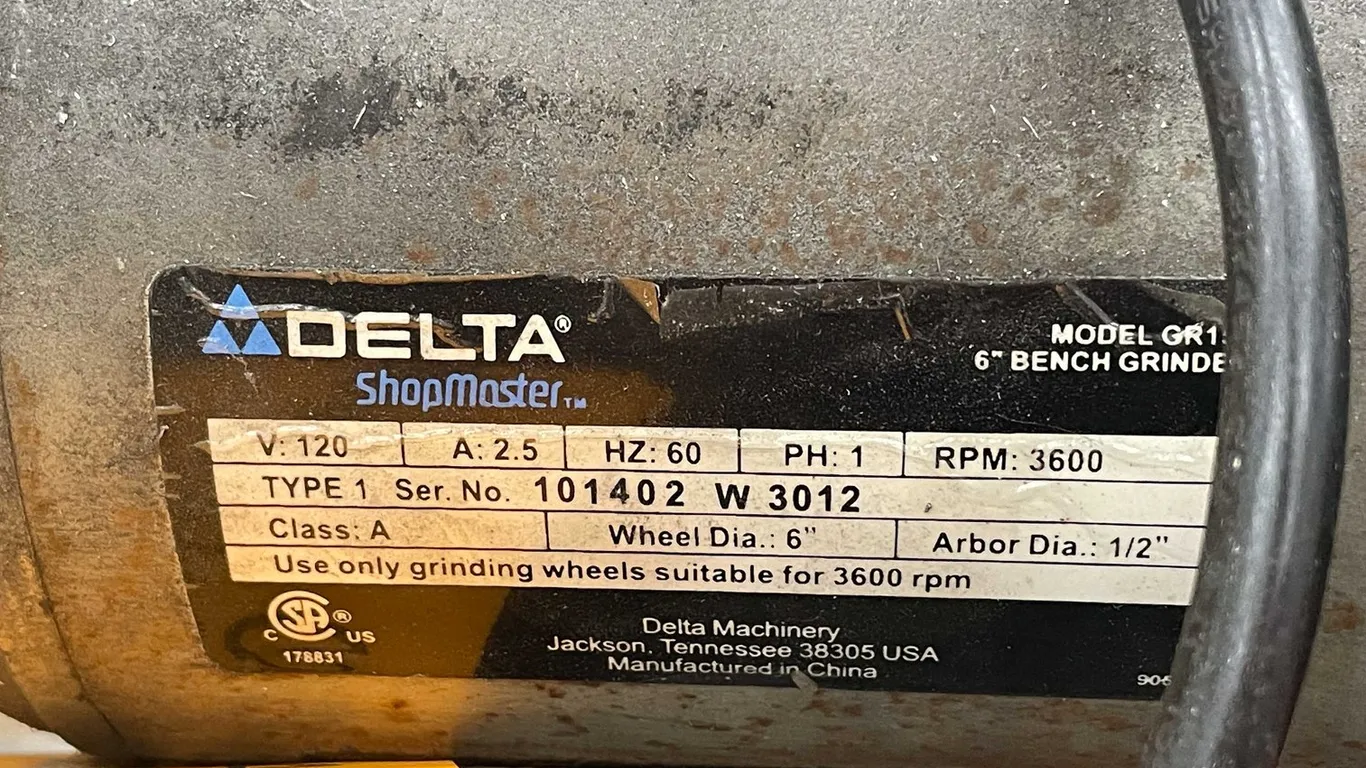 DELTA®
ShopMaster™
MODEL GR1
6" BENCH GRINDE
V: 120 A: 2.5 HZ: 60 PH: 1 RPM: 3600
TYPE 1 Ser. No. 101402 W 3012
Class: A Wheel Dia.: 6" Arbor Dia.: 1/2"
Use only grinding wheels suitable for 3600 rpm
C SA® US
178831
Delta Machinery
Jackson, Tennessee 38305 USA
Manufactured in China
905